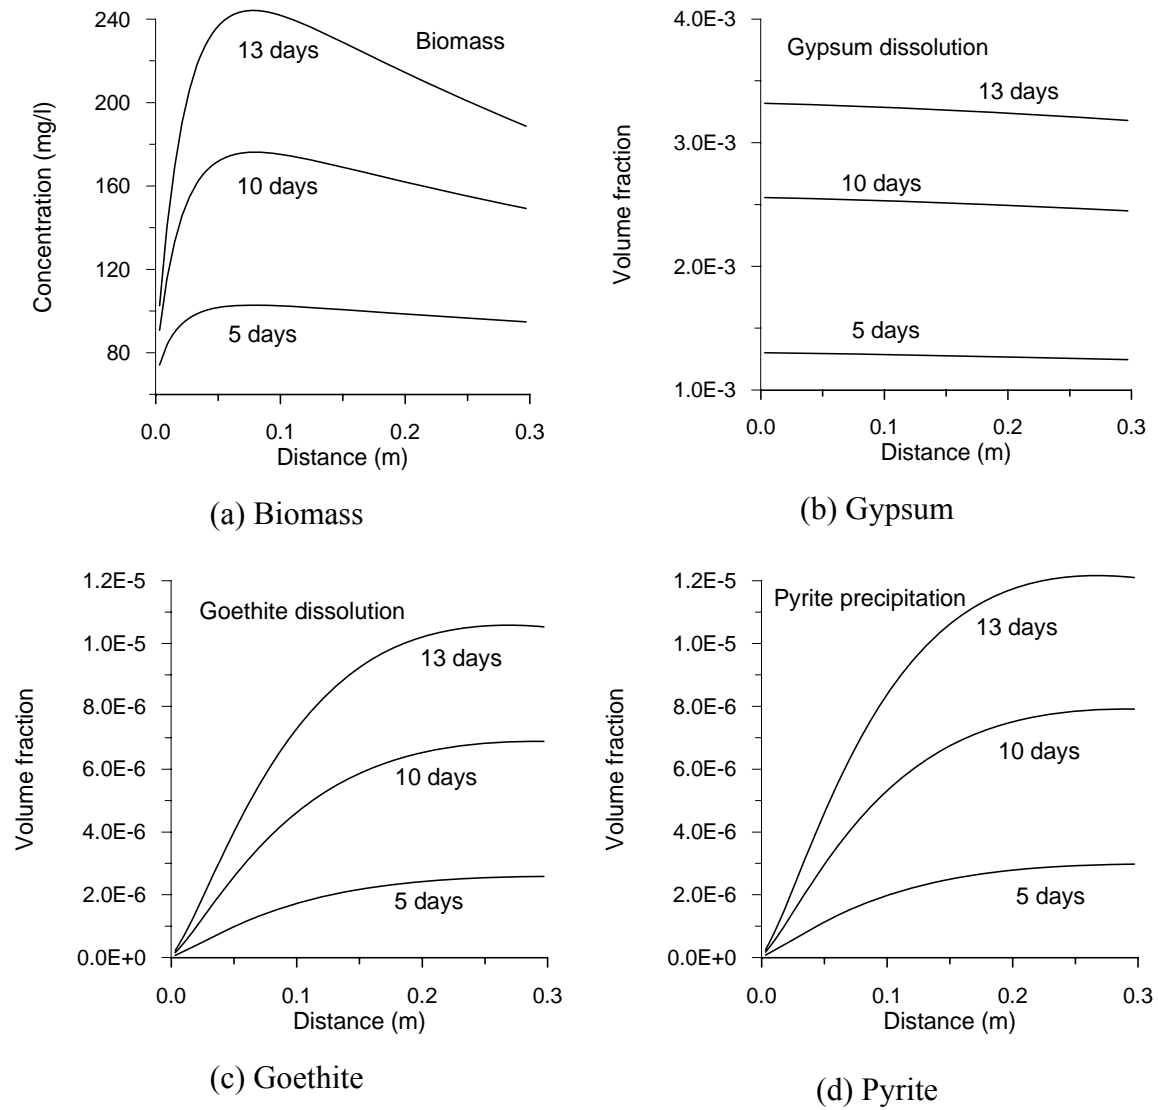 240
200
160
120
80
Concentration (mg/l)
Biomass
13 days
10 days
5 days
0.0 0.1 0.2 0.3
Distance (m)
(a) Biomass
4.0E-3
3.0E-3
2.0E-3
1.0E-3
Volume fraction
Gypsum dissolution
13 days
10 days
5 days
0.0 0.1 0.2 0.3
Distance (m)
(b) Gypsum
1.2E-5
1.0E-5
8.0E-6
6.0E-6
4.0E-6
2.0E-6
0.0E+0
Volume fraction
Goethite dissolution
13 days
10 days
5 days
0.0 0.1 0.2 0.3
Distance (m)
(c) Goethite
1.2E-5
1.0E-5
8.0E-6
6.0E-6
4.0E-6
2.0E-6
0.0E+0
Volume fraction
Pyrite precipitation
13 days
10 days
5 days
0.0 0.1 0.2 0.3
Distance (m)
(d) Pyrite